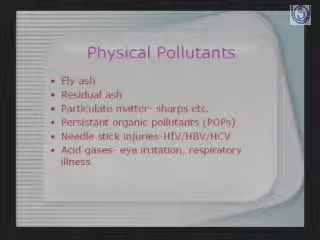 Physical Pollutants
• Fly ash
• Residual ash
• Particulate matter- sharps etc.
• Persistant organic pollutants (POPs)
• Needle stick injuries-HIV/HBV/HCV
• Acid gases- eye irritation, respiratory
illness